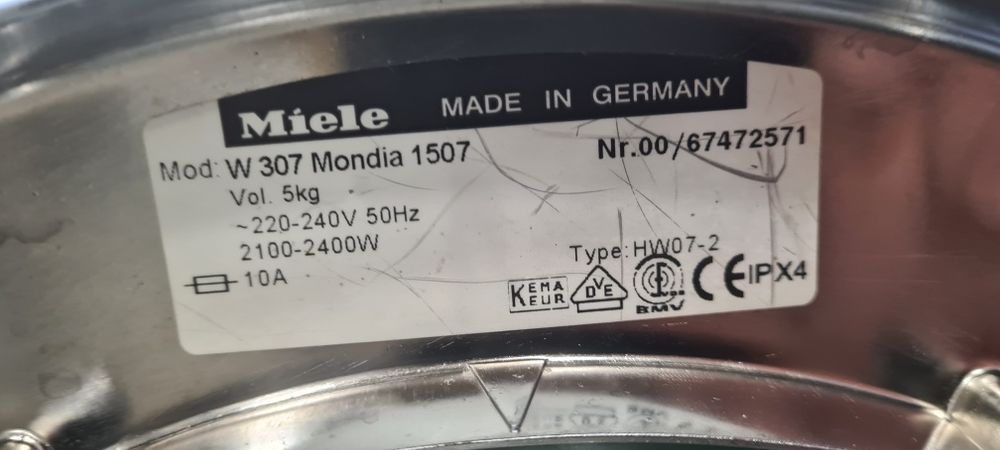 Miele MADE IN GERMANY
Mod: W 307 Mondia 1507 Nr.00/67472571
Vol. 5kg
~220-240V 50Hz
2100-2400W
10A
Type:HW07-2
KEMA EUR
DVE
BMV
CE IPX4